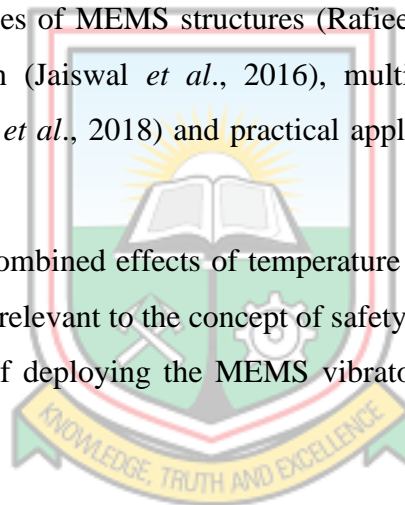 es of MEMS structures (Rafiee
(Jaiswal et al., 2016), multi
et al., 2018) and practical appl
ombined effects of temperature
relevant to the concept of safety
f deploying the MEMS vibrato
KNOWLEDGE, TRUTH AND EXCELLENCE